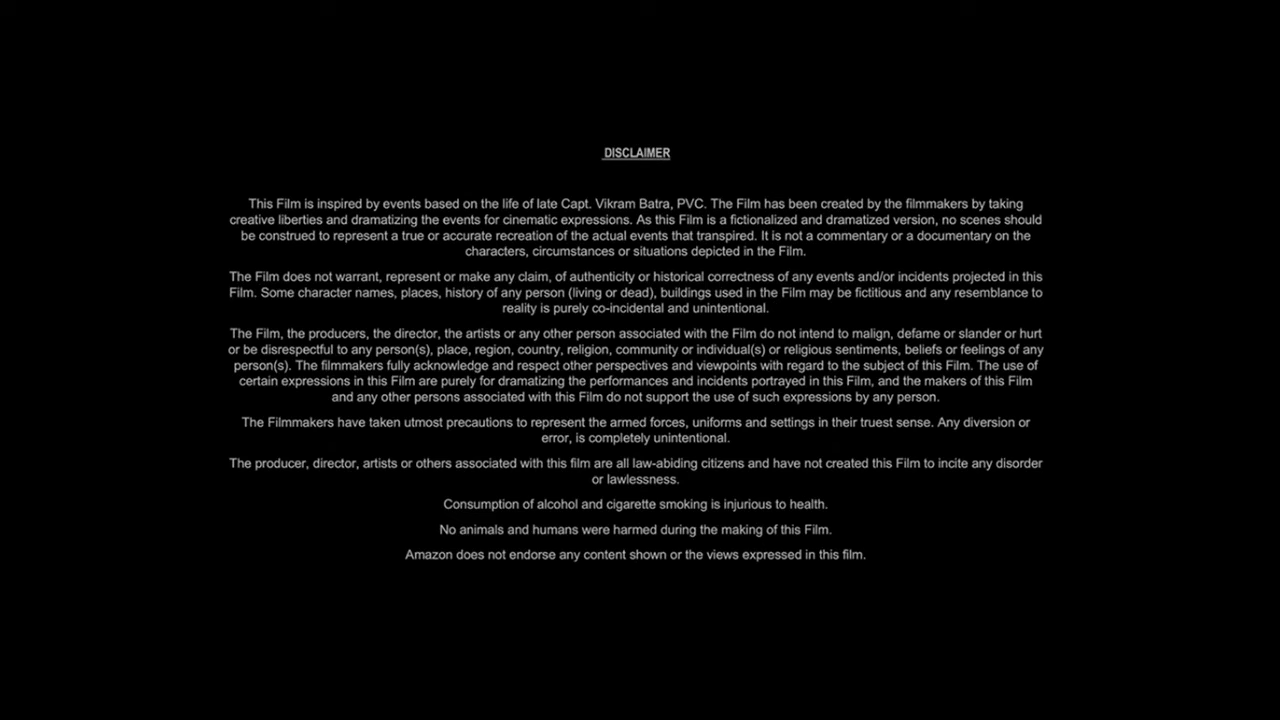 DISCLAIMER
This Film is inspired by events based on the life of late Capt. Vikram Batra, PVC. The Film has been created by the filmmakers by taking
creative liberties and dramatizing the events for cinematic expressions. As this Film is a fictionalized and dramatized version, no scenes should
be construed to represent a true or accurate recreation of the actual events that transpired. It is not a commentary or a documentary on the
characters, circumstances or situations depicted in the Film.
The Film does not warrant, represent or make any claim, of authenticity or historical correctness of any events and/or incidents projected in this
Film. Some character names, places, history of any person (living or dead), buildings used in the Film may be fictitious and any resemblance to
reality is purely co-incidental and unintentional.
The Film, the producers, the director, the artists or any other person associated with the Film do not intend to malign, defame or slander or hurt
or be disrespectful to any person(s), place, region, country, religion, community or individual(s) or religious sentiments, beliefs or feelings of any
person(s). The filmmakers fully acknowledge and respect other perspectives and viewpoints with regard to the subject of this Film. The use of
certain expressions in this Film are purely for dramatizing the performances and incidents portrayed in this Film, and the makers of this Film
and any other persons associated with this Film do not support the use of such expressions by any person.
The Filmmakers have taken utmost precautions to represent the armed forces, uniforms and settings in their truest sense. Any diversion or
error, is completely unintentional.
The producer, director, artists or others associated with this film are all law-abiding citizens and have not created this Film to incite any disorder
or lawlessness.
Consumption of alcohol and cigarette smoking is injurious to health.
No animals and humans were harmed during the making of this Film.
Amazon does not endorse any content shown or the views expressed in this film.